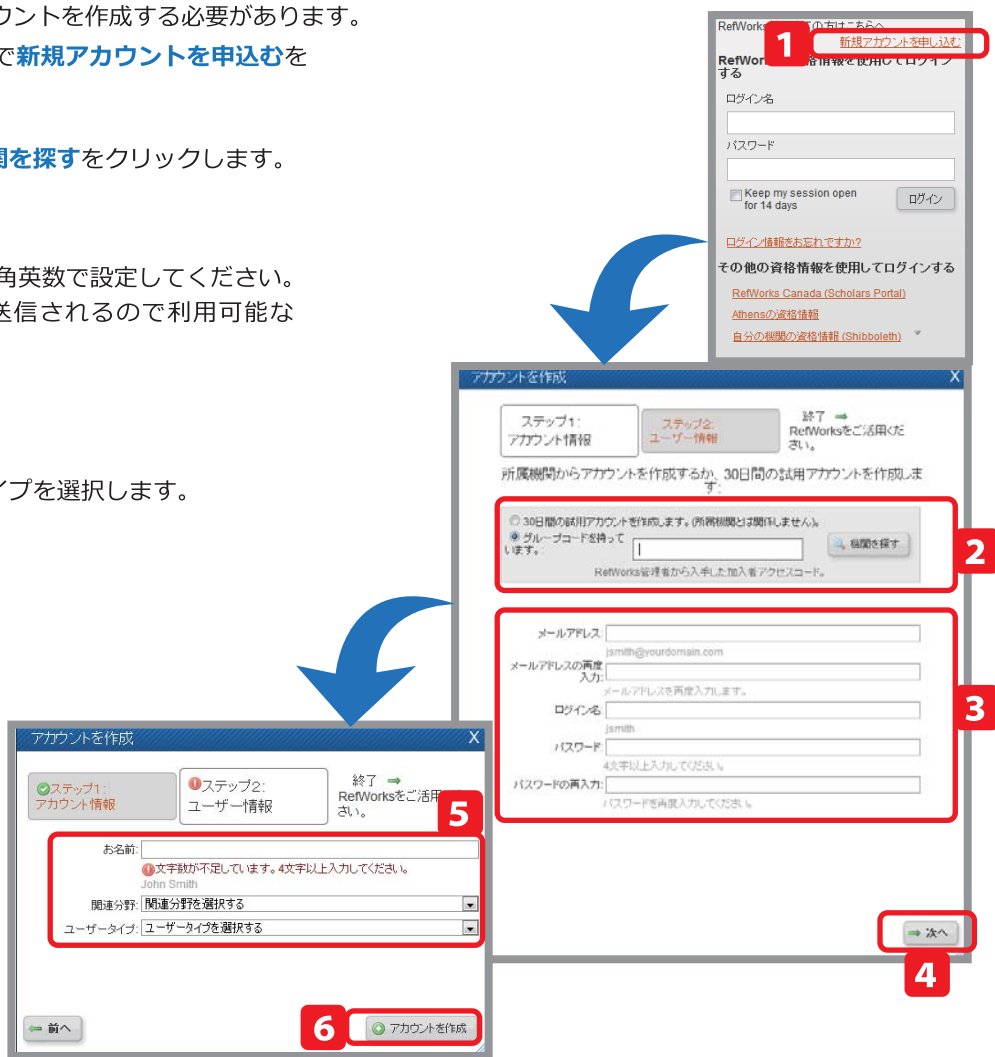 ウントを作成する必要があります。
で新規アカウントを申込むを
を探すをクリックします。
角英数で設定してください。
送信されるので利用可能な
イプを選択します。
RefWorks の方はこちらへ
1
新規アカウントを申し込む
RefWor 格情報を使用してログイン
する
ログイン名
パスワード
Keep my session open
for 14 days
ログイン
ログイン情報をお忘れですか?
その他の資格情報を使用してログインする
RefWorks Canada (Scholars Portal)
Athensの資格情報
自分の機関の資格情報 (Shibboleth)
アカウントを作成
X
ステップ1:
アカウント情報
ステップ2:
ユーザー情報
終了
RefWorksをご活用くだ
さい。
所属機関からアカウントを作成するか、30日間の試用アカウントを作成しま
す:
30日間の試用アカウントを作成します。(所属機関とは関係しません)。
グループコードを持って
います。:
機関を探す
RefWorks管理者から入手した加入者アクセスコード。
2
メールアドレス:
jsmith@yourdomain.com
メールアドレスの再度
入力:
メールアドレスを再度入力します。
ログイン名:
jsmith
パスワード:
4文字以上入力してください。
パスワードの再入力:
パスワードを再度入力してください。
3
次へ
4
アカウントを作成
X
ステップ1:
アカウント情報
ステップ2:
ユーザー情報
終了
RefWorksをご活用
さい。
5
お名前:
文字数が不足しています。4文字以上入力してください。
John Smith
関連分野: 関連分野を選択する
ユーザータイプ: ユーザータイプを選択する
前へ
6
アカウントを作成